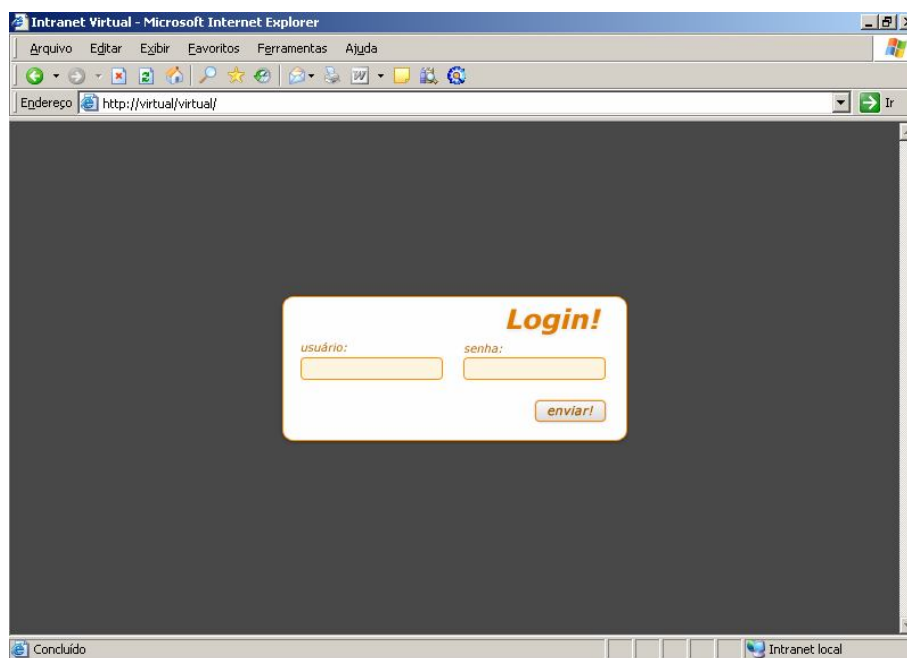 Intranet Virtual - Microsoft Internet Explorer
Arquivo Editar Exibir Favoritos Ferramentas Ajuda
Endereço http://virtual/virtual/ Ir
Login!
usuário: senha:
enviar!
Concluído Intranet local